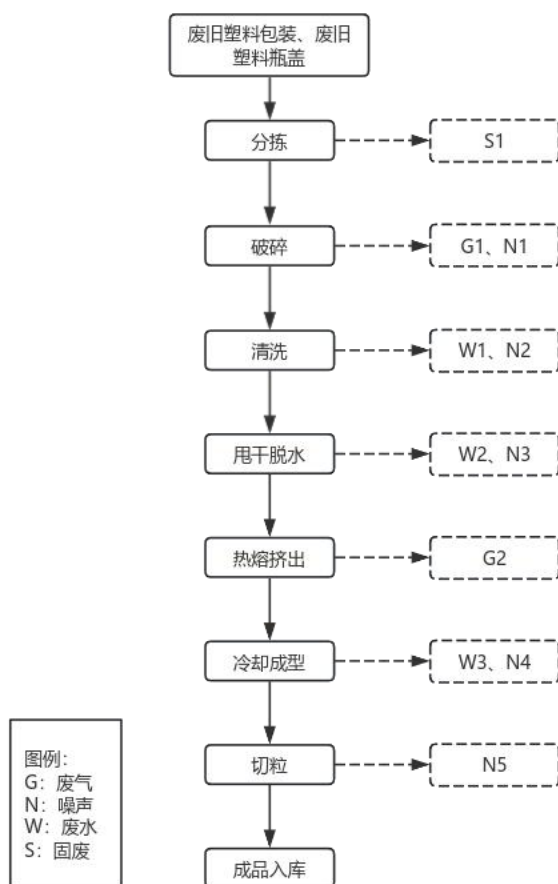 废旧塑料包装、废旧
塑料瓶盖
分拣
S1
破碎
G1、N1
清洗
W1、N2
甩干脱水
W2、N3
热熔挤出
G2
冷却成型
W3、N4
切粒
N5
成品入库
图例：
G：废气
N：噪声
W：废水
S：固废